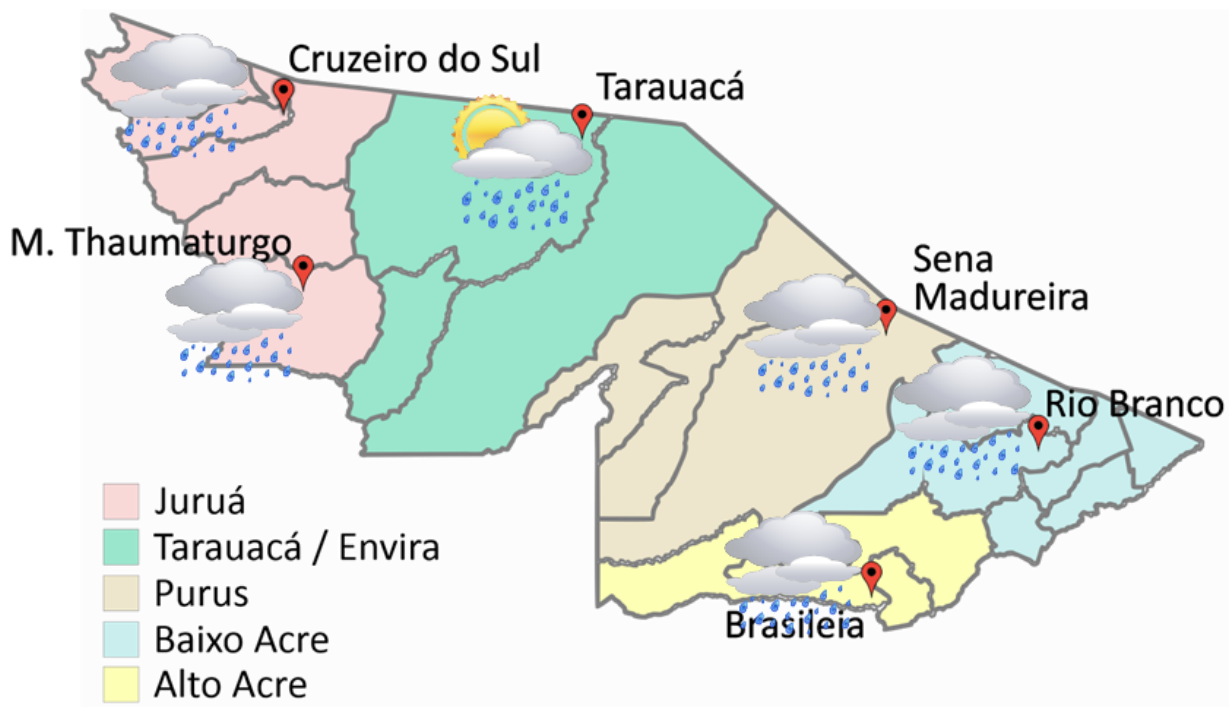 Cruzeiro do Sul
Tarauacá
M. Thaumaturgo
Sena
Madureira
Rio Branco
Brasileia
Juruá
Tarauacá / Envira
Purus
Baixo Acre
Alto Acre